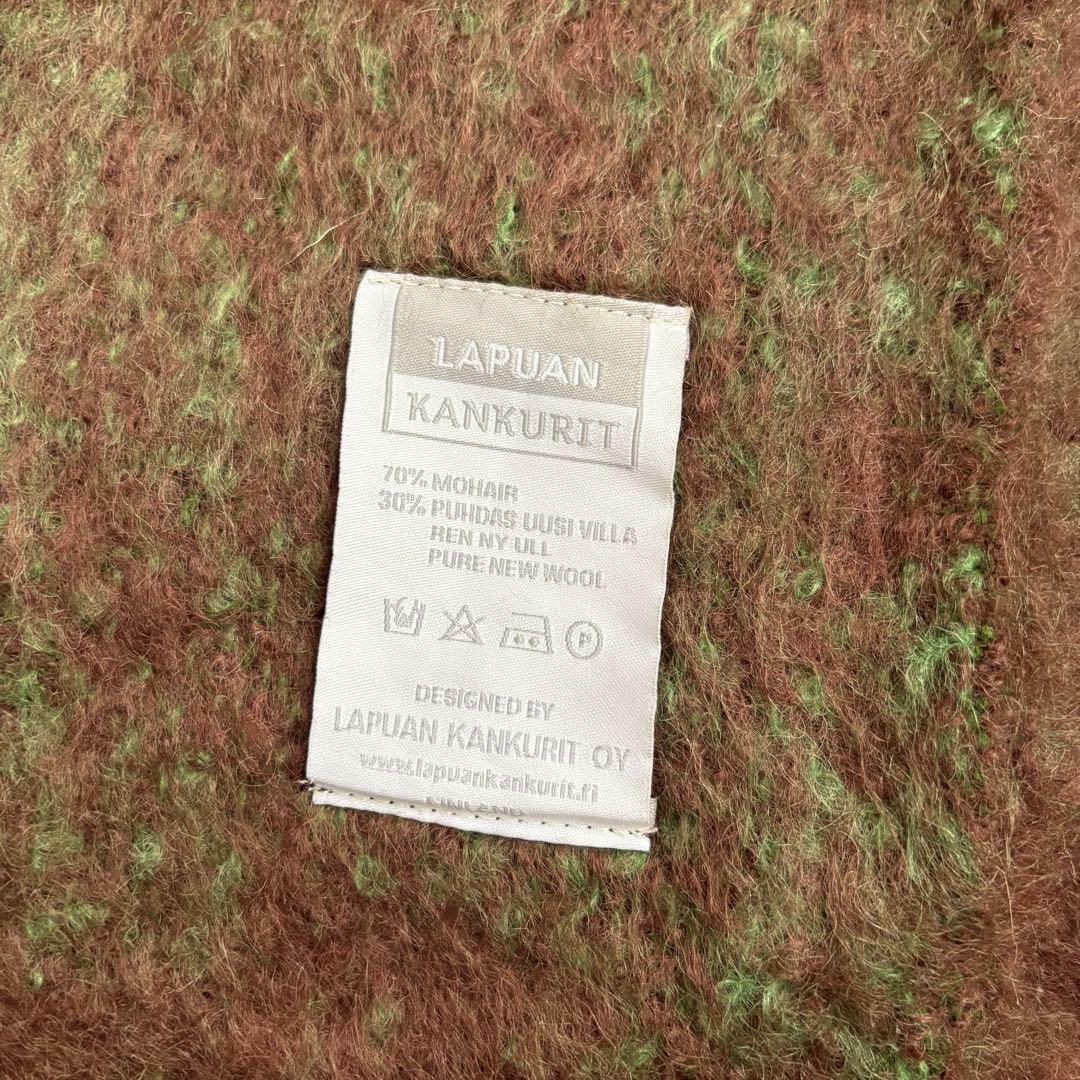 LAPUAN
KANKURIT
70% MOHAIR
30% PUHDAS UUSI VILLA
REN NY ULL
PURE NEW WOOL
P
DESIGNED BY
LAPUAN KANKURIT OY
www.lapuankankurit.fi
FINLAND